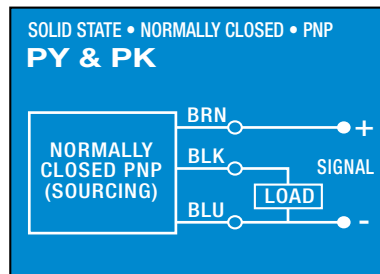 SOLID STATE • NORMALLY CLOSED • PNP
PY & PK
BRN
+
NORMALLY
CLOSED PNP
(SOURCING)
BLK
SIGNAL
LOAD
BLU
-